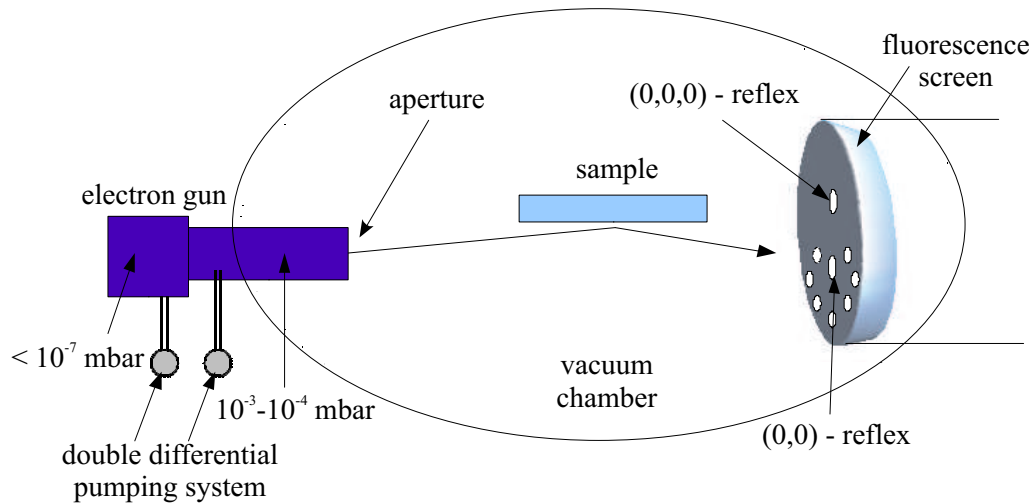 fluorescence
screen
(0,0,0) - reflex
aperture
sample
electron gun
< 10⁻⁷ mbar
10⁻³-10⁻⁴ mbar
vacuum
chamber
(0,0) - reflex
double differential
pumping system